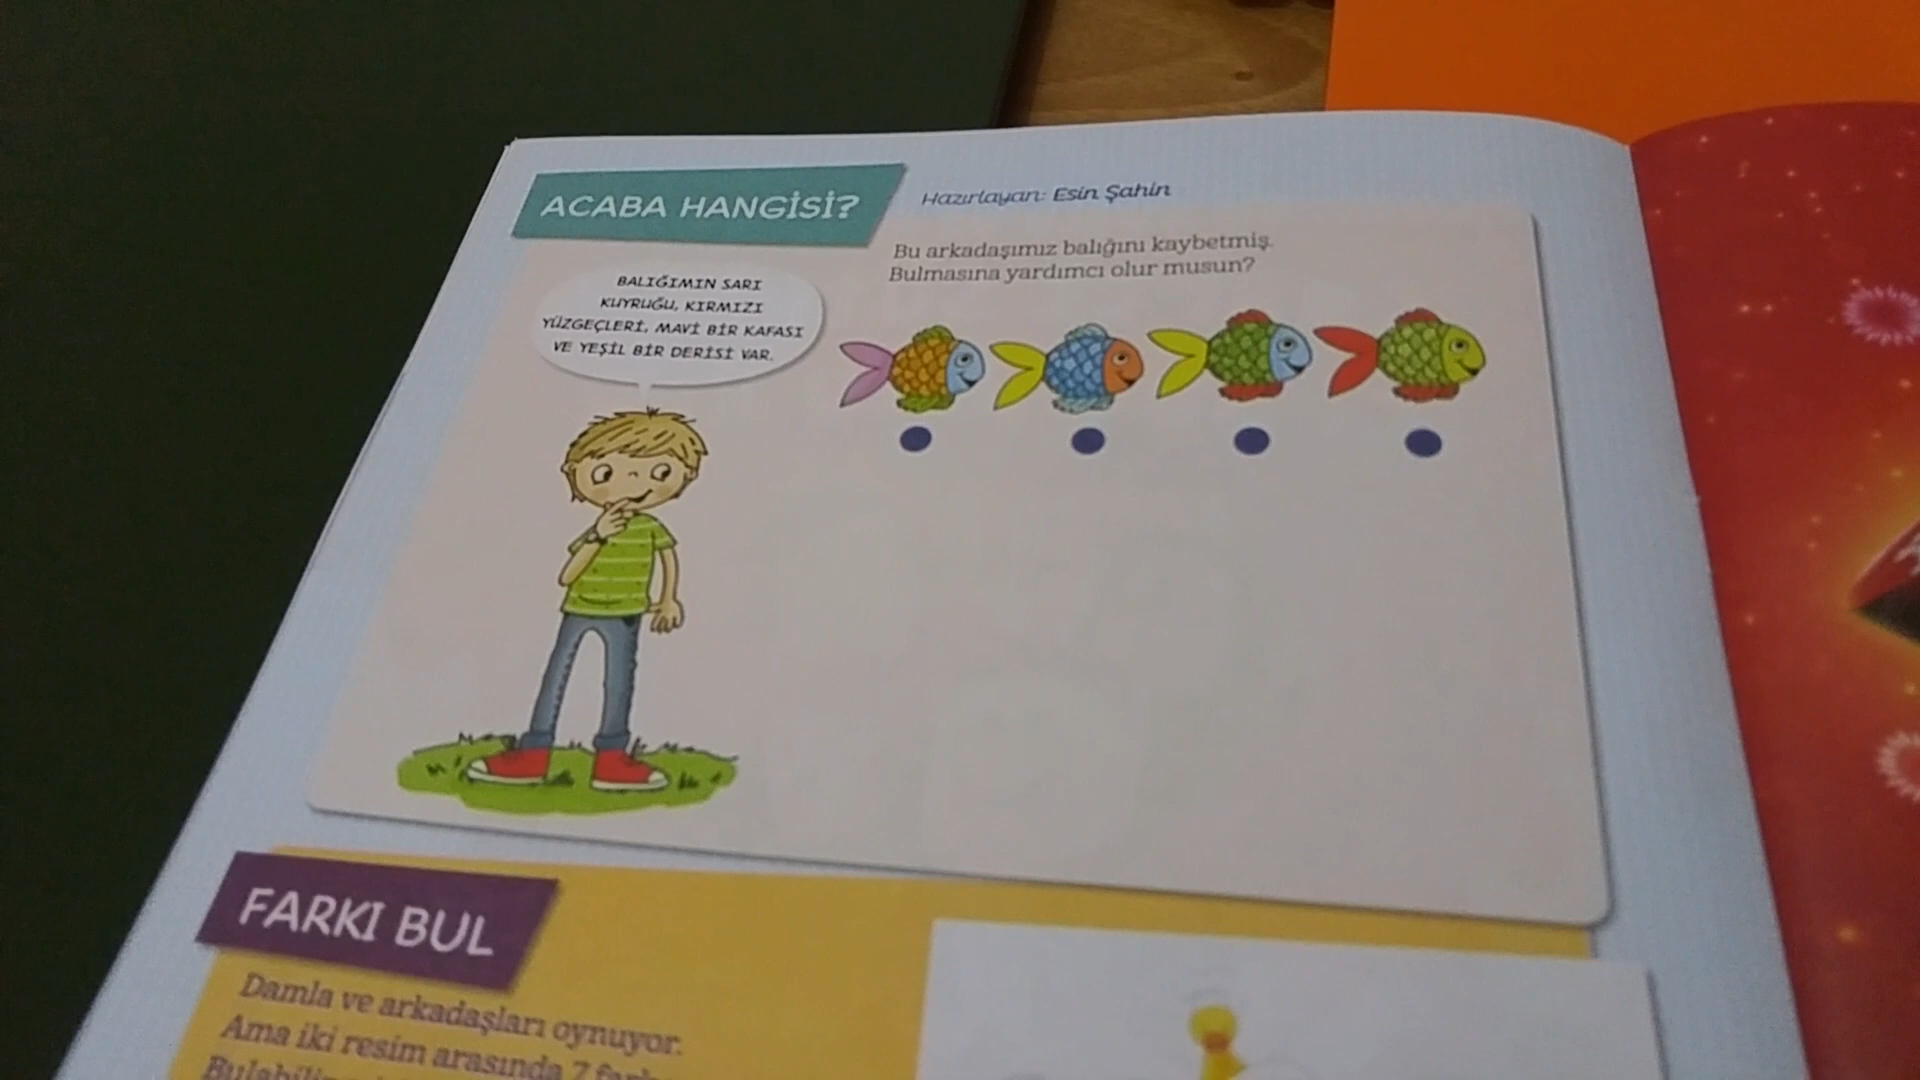 ACABA HANGİSİ?
Hazırlayan: Esin Şahin
Bu arkadaşımız balığını kaybetmiş.
Bulmasına yardımcı olur musun?
BALIĞIMIN SARI
KUYRUĞU, KIRMIZI
YÜZGEÇLERİ, MAVİ BİR KAFASI
VE YEŞİL BİR DERİSİ VAR.
FARKI BUL
Damla ve arkadaşları oynuyor.
Ama iki resim arasında 7